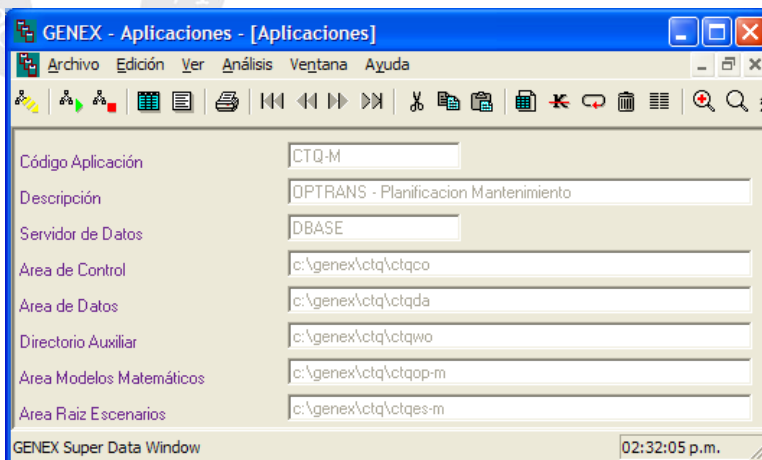 GENEX - Aplicaciones - [Aplicaciones]
Archivo Edición Ver Análisis Ventana Ayuda
Código Aplicación CTQ-M
Descripción OPTRANS - Planificacion Mantenimiento
Servidor de Datos DBASE
Area de Control c:\genex\ctq\ctqco
Area de Datos c:\genex\ctq\ctqda
Directorio Auxiliar c:\genex\ctq\ctqwo
Area Modelos Matemáticos c:\genex\ctq\ctqop-m
Area Raiz Escenarios c:\genex\ctq\ctqes-m
GENEX Super Data Window 02:32:05 p.m.